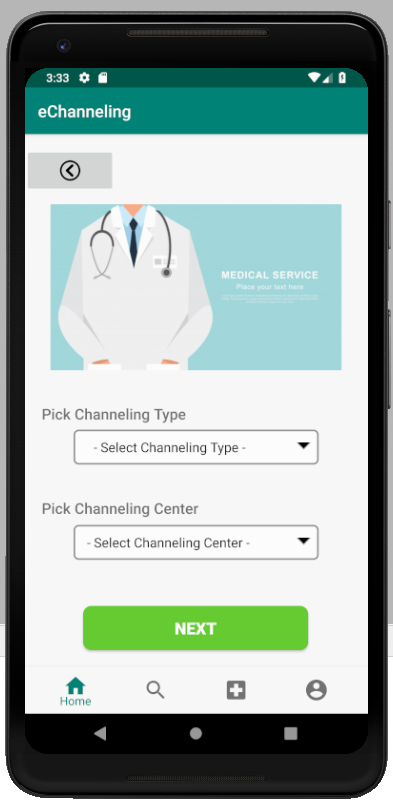 3:33
eChanneling
MEDICAL SERVICE
Place your text here
Pick Channeling Type
- Select Channeling Type -
Pick Channeling Center
- Select Channeling Center -
NEXT
Home